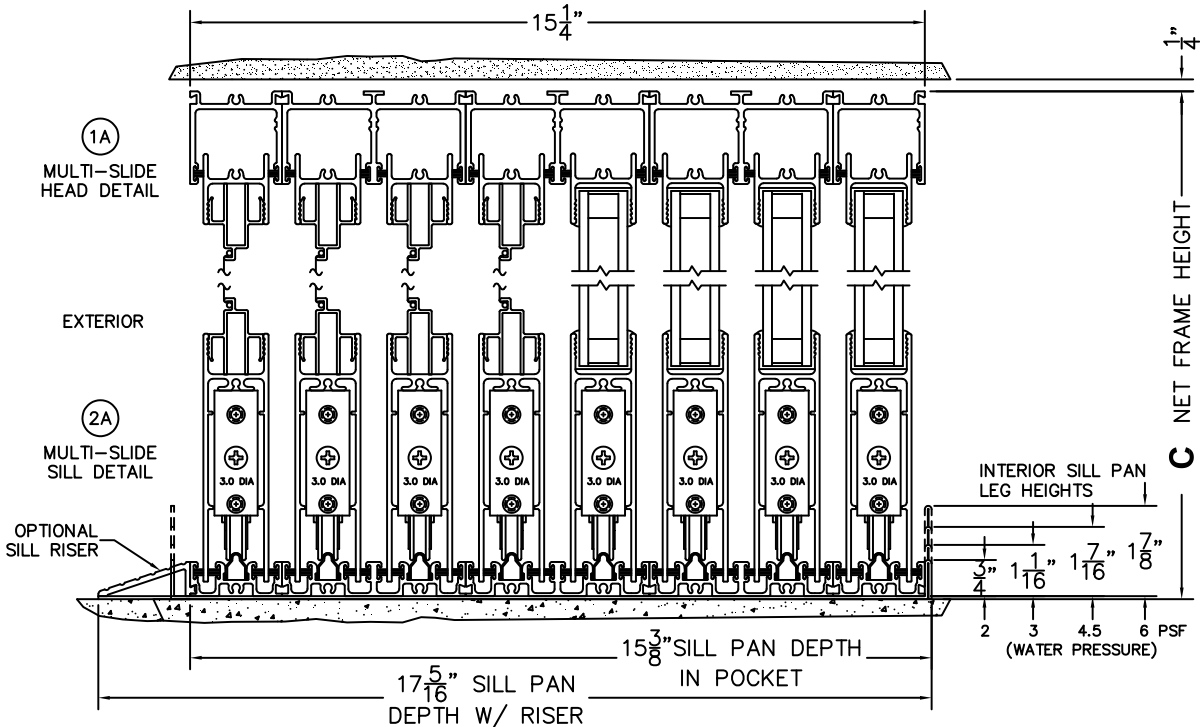 15 1/4"
1/4"
1A
MULTI-SLIDE
HEAD DETAIL
EXTERIOR
C NET FRAME HEIGHT
2A
MULTI-SLIDE
SILL DETAIL
3.0 DIA
3.0 DIA
3.0 DIA
3.0 DIA
3.0 DIA
3.0 DIA
3.0 DIA
3.0 DIA
INTERIOR SILL PAN
LEG HEIGHTS
OPTIONAL
SILL RISER
3/4" 1 1/16" 1 7/16" 1 7/8"
2 3 4.5 6 PSF
(WATER PRESSURE)
15 3/8" SILL PAN DEPTH
IN POCKET
17 5/16" SILL PAN
DEPTH W/ RISER